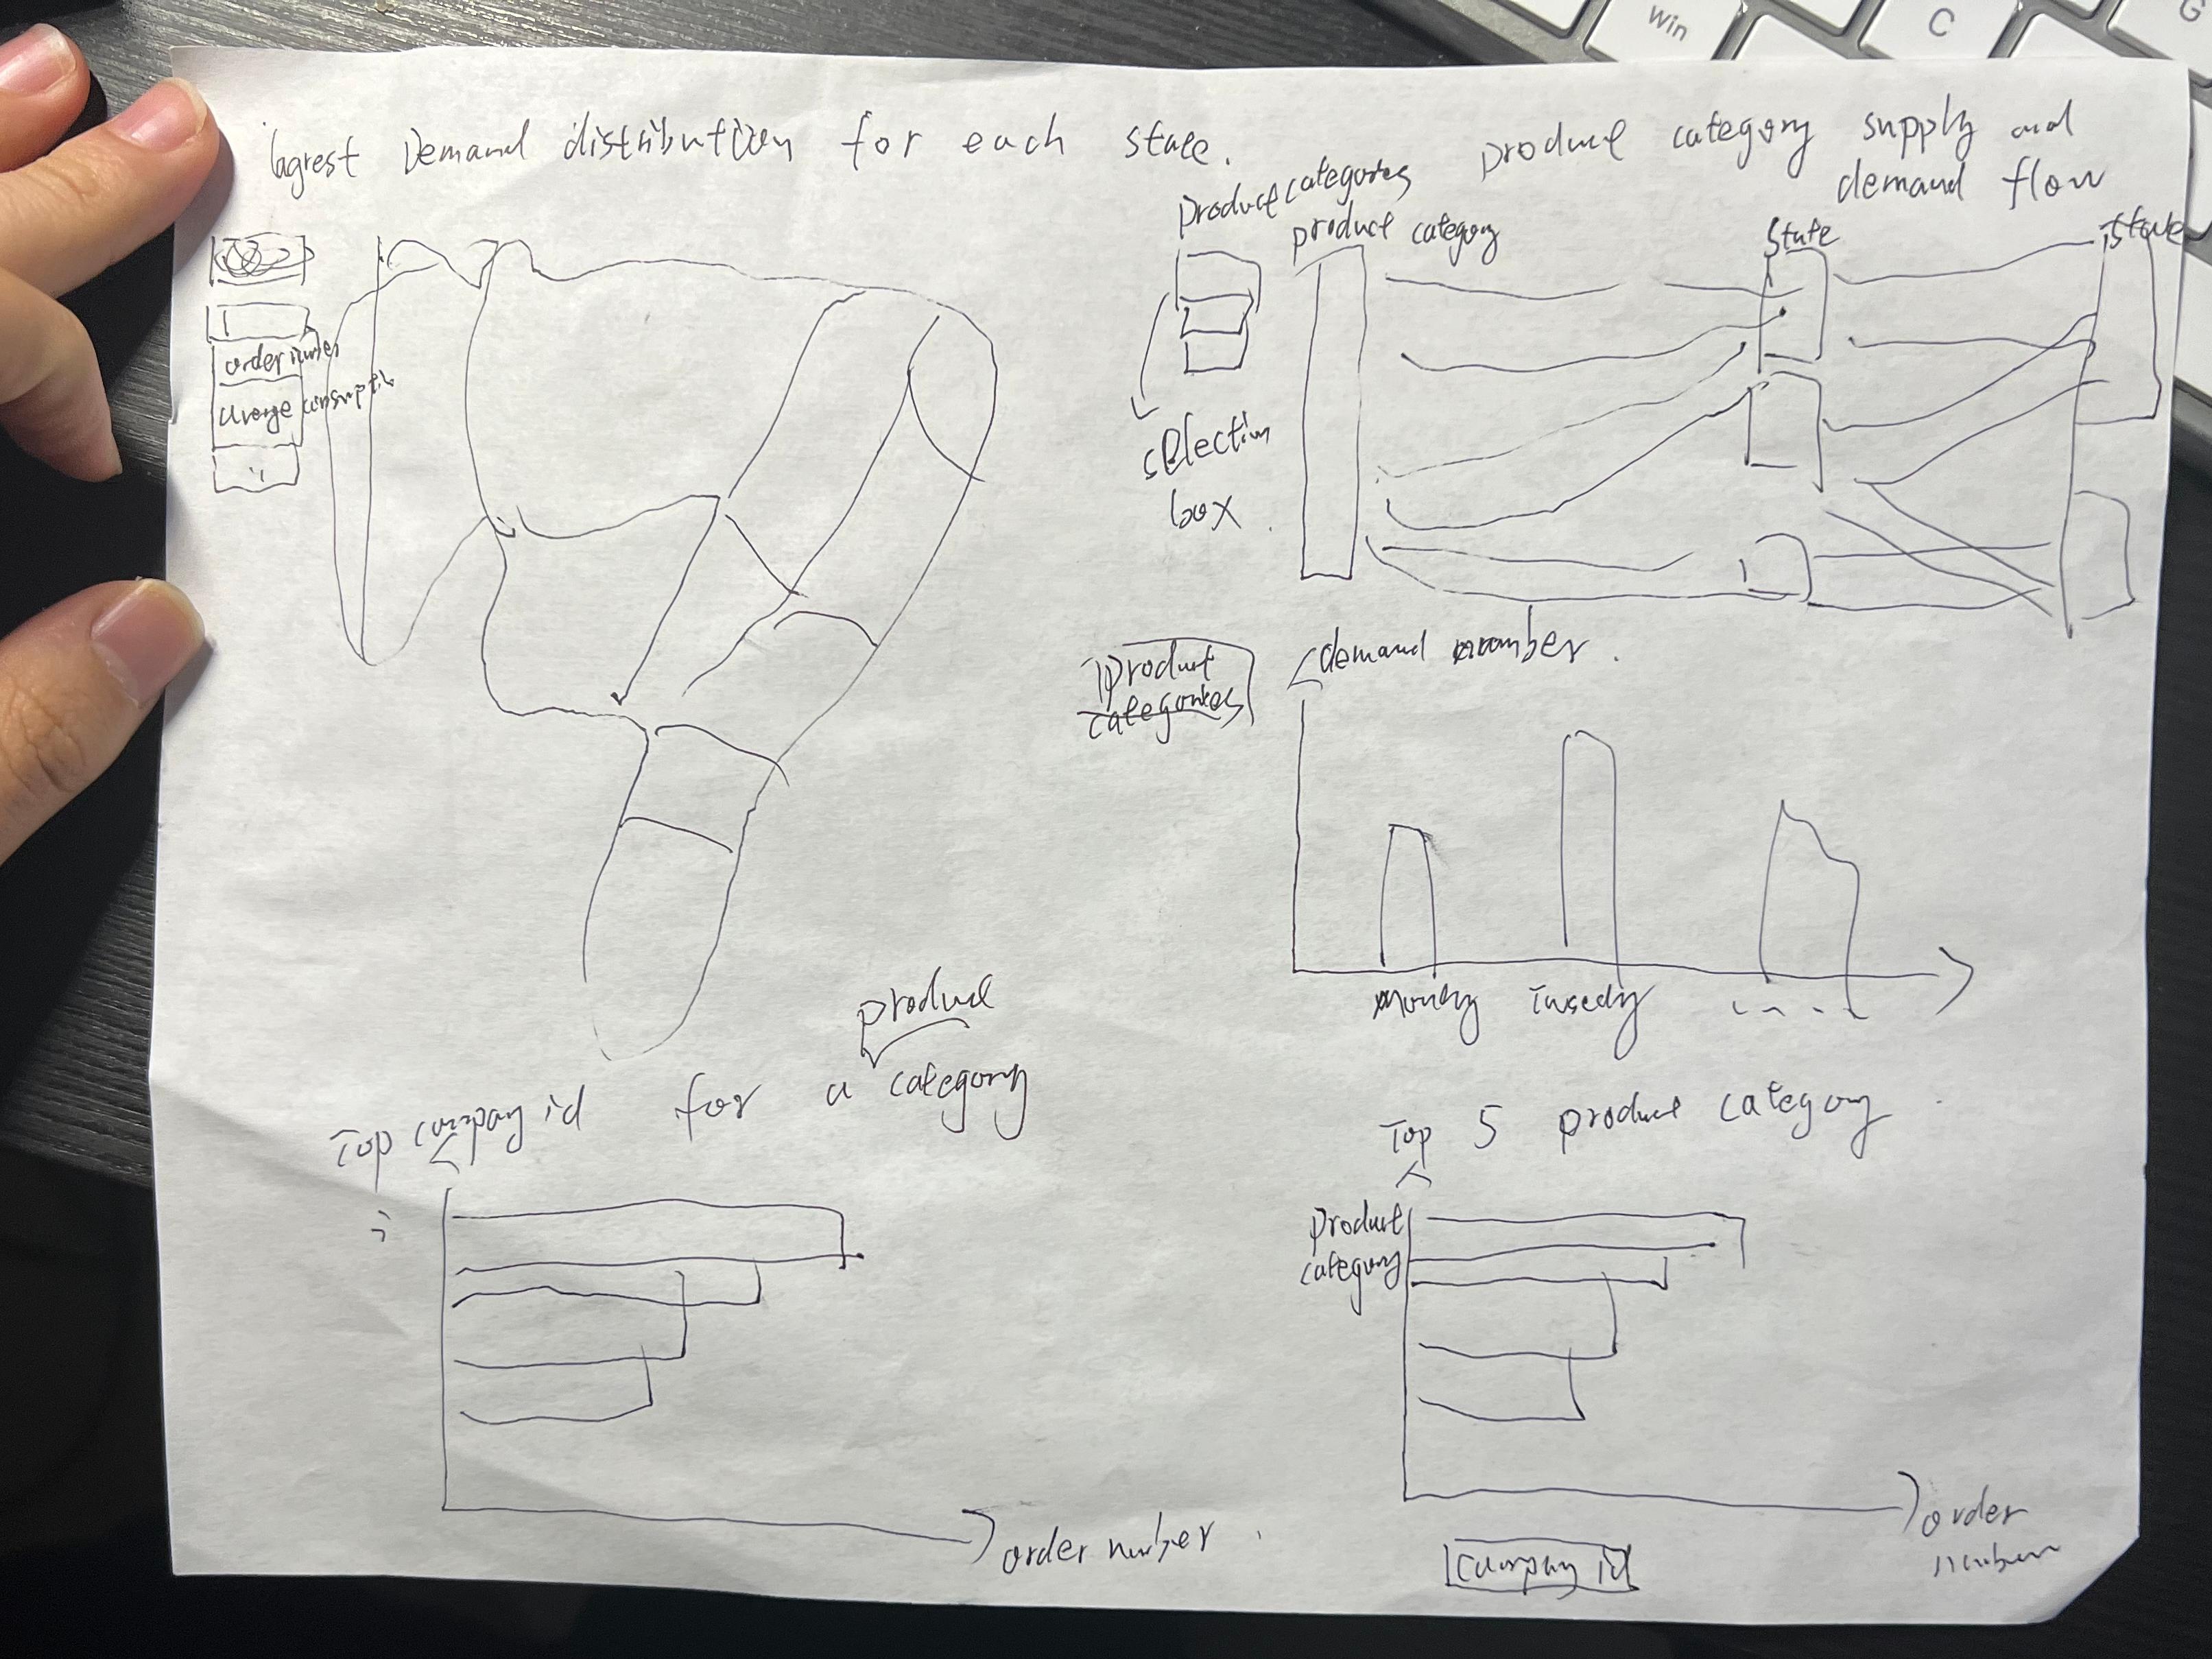 lagrest Demand distribution for each state.
order number
average consumption
product category supply and
demand flow
product categories
product category
state
state
selection
box.
product
categories
demand number.
Monday Tuseday
Top company id for a category
product
order number
Top 5 product category
product
category
order
number
company id
Win
C
G